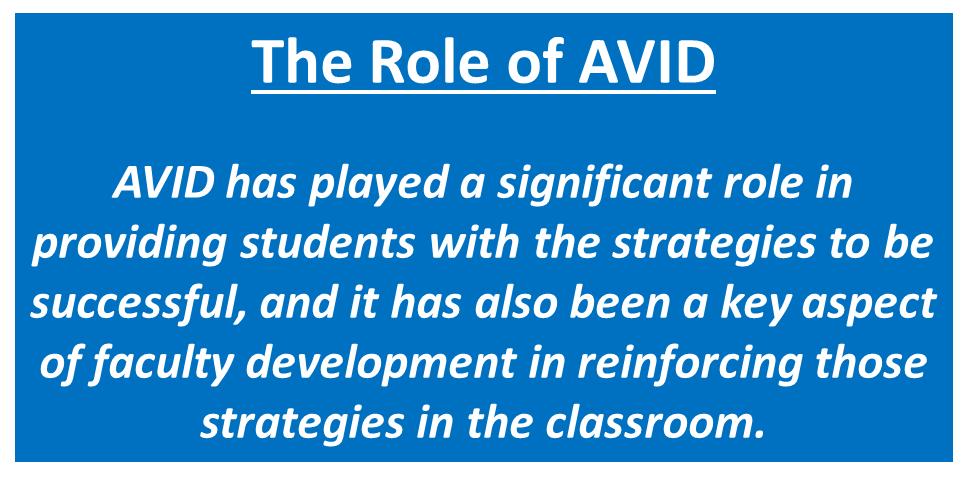 The Role of AVID
AVID has played a significant role in
providing students with the strategies to be
successful, and it has also been a key aspect
of faculty development in reinforcing those
strategies in the classroom.